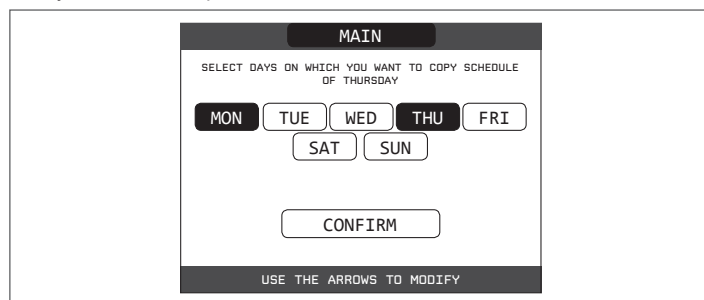 MAIN
SELECT DAYS ON WHICH YOU WANT TO COPY SCHEDULE
OF THURSDAY
MON TUE WED THU FRI
SAT SUN
CONFIRM
USE THE ARROWS TO MODIFY